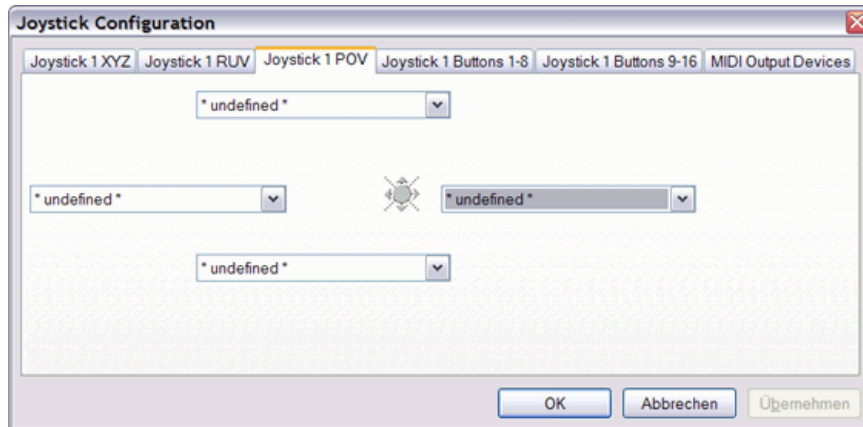 Joystick Configuration
Joystick 1 XYZ Joystick 1 RUV Joystick 1 POV Joystick 1 Buttons 1-8 Joystick 1 Buttons 9-16 MIDI Output Devices
* undefined *
* undefined * * undefined *
* undefined *
OK Abbrechen Übernehmen